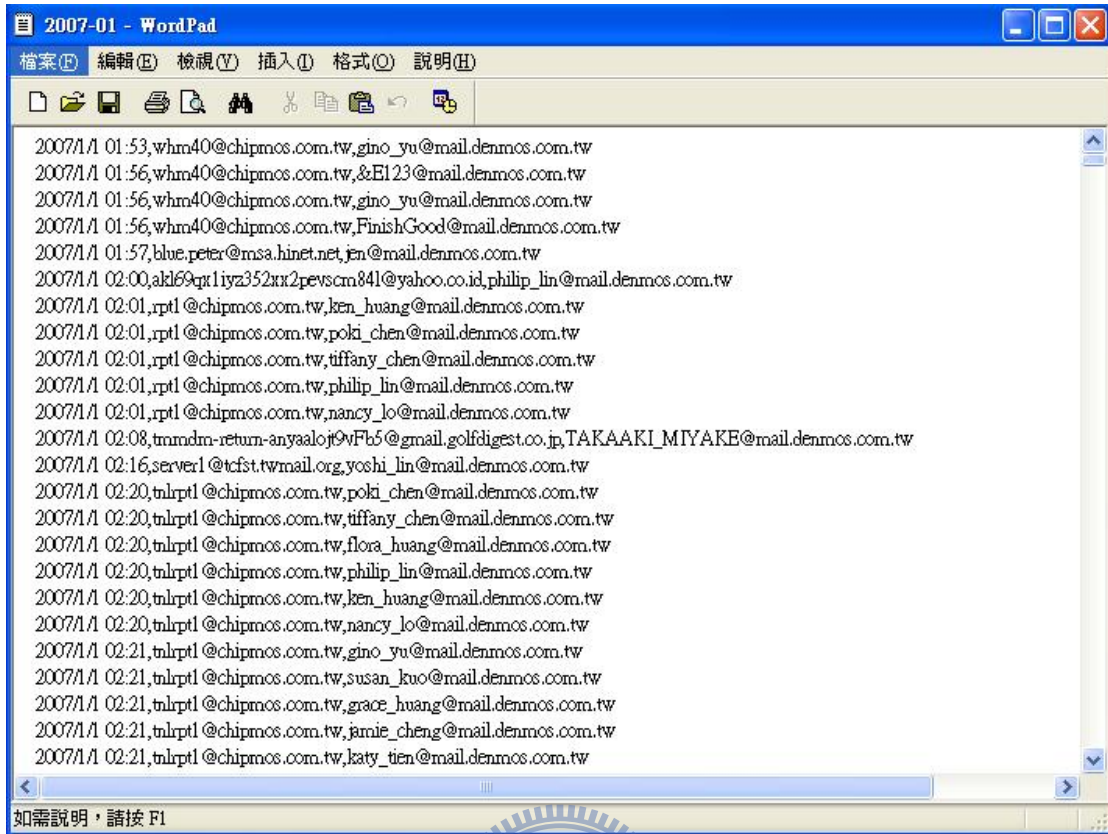 2007-01 - WordPad
檔案(F) 編輯(E) 檢視(V) 插入(I) 格式(O) 說明(H)
2007/1/1 01:53,whm40@chipmos.com.tw,gino_yu@mail.denmos.com.tw
2007/1/1 01:56,whm40@chipmos.com.tw,&E123@mail.denmos.com.tw
2007/1/1 01:56,whm40@chipmos.com.tw,gino_yu@mail.denmos.com.tw
2007/1/1 01:56,whm40@chipmos.com.tw,FinishGood@mail.denmos.com.tw
2007/1/1 01:57,blue.peter@msa.hinet.net,jen@mail.denmos.com.tw
2007/1/1 02:00,akl69qx1iyz352xx2pevscm84l@yahoo.co.id,philip_lin@mail.denmos.com.tw
2007/1/1 02:01,rpt1@chipmos.com.tw,ken_huang@mail.denmos.com.tw
2007/1/1 02:01,rpt1@chipmos.com.tw,poki_chen@mail.denmos.com.tw
2007/1/1 02:01,rpt1@chipmos.com.tw,tiffany_chen@mail.denmos.com.tw
2007/1/1 02:01,rpt1@chipmos.com.tw,philip_lin@mail.denmos.com.tw
2007/1/1 02:01,rpt1@chipmos.com.tw,nancy_lo@mail.denmos.com.tw
2007/1/1 02:08,tmmdm-return-anyaalojt9vFb5@gmail.golfdigest.co.jp,TAKAAKI_MIYAKE@mail.denmos.com.tw
2007/1/1 02:16,server1@tcfst.twmail.org,yoshi_lin@mail.denmos.com.tw
2007/1/1 02:20,tnlrpt1@chipmos.com.tw,poki_chen@mail.denmos.com.tw
2007/1/1 02:20,tnlrpt1@chipmos.com.tw,tiffany_chen@mail.denmos.com.tw
2007/1/1 02:20,tnlrpt1@chipmos.com.tw,flora_huang@mail.denmos.com.tw
2007/1/1 02:20,tnlrpt1@chipmos.com.tw,philip_lin@mail.denmos.com.tw
2007/1/1 02:20,tnlrpt1@chipmos.com.tw,ken_huang@mail.denmos.com.tw
2007/1/1 02:20,tnlrpt1@chipmos.com.tw,nancy_lo@mail.denmos.com.tw
2007/1/1 02:21,tnlrpt1@chipmos.com.tw,gino_yu@mail.denmos.com.tw
2007/1/1 02:21,tnlrpt1@chipmos.com.tw,susan_kuo@mail.denmos.com.tw
2007/1/1 02:21,tnlrpt1@chipmos.com.tw,grace_huang@mail.denmos.com.tw
2007/1/1 02:21,tnlrpt1@chipmos.com.tw,jamie_cheng@mail.denmos.com.tw
2007/1/1 02:21,tnlrpt1@chipmos.com.tw,katy_tien@mail.denmos.com.tw
如需說明，請按 F1